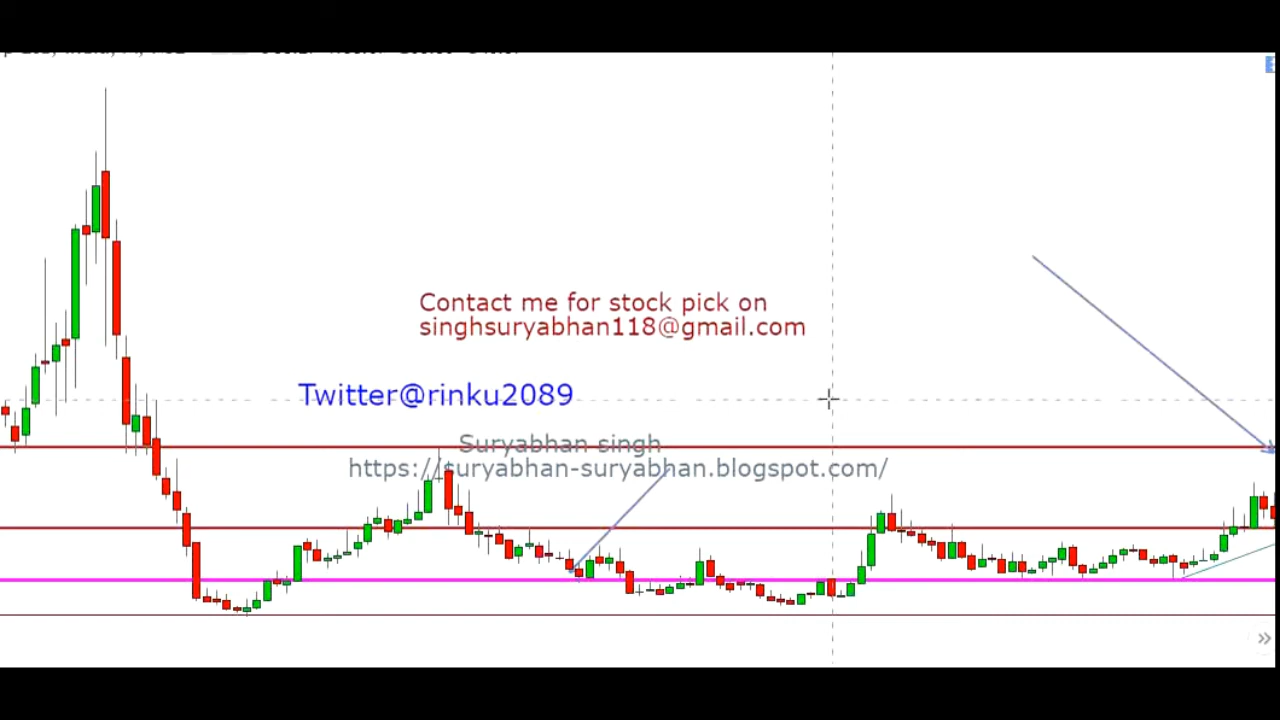 Contact me for stock pick on
singhsuryabhan118@gmail.com
Twitter@rinku2089
Suryabhan singh
https://suryabhan-suryabhan.blogspot.com/